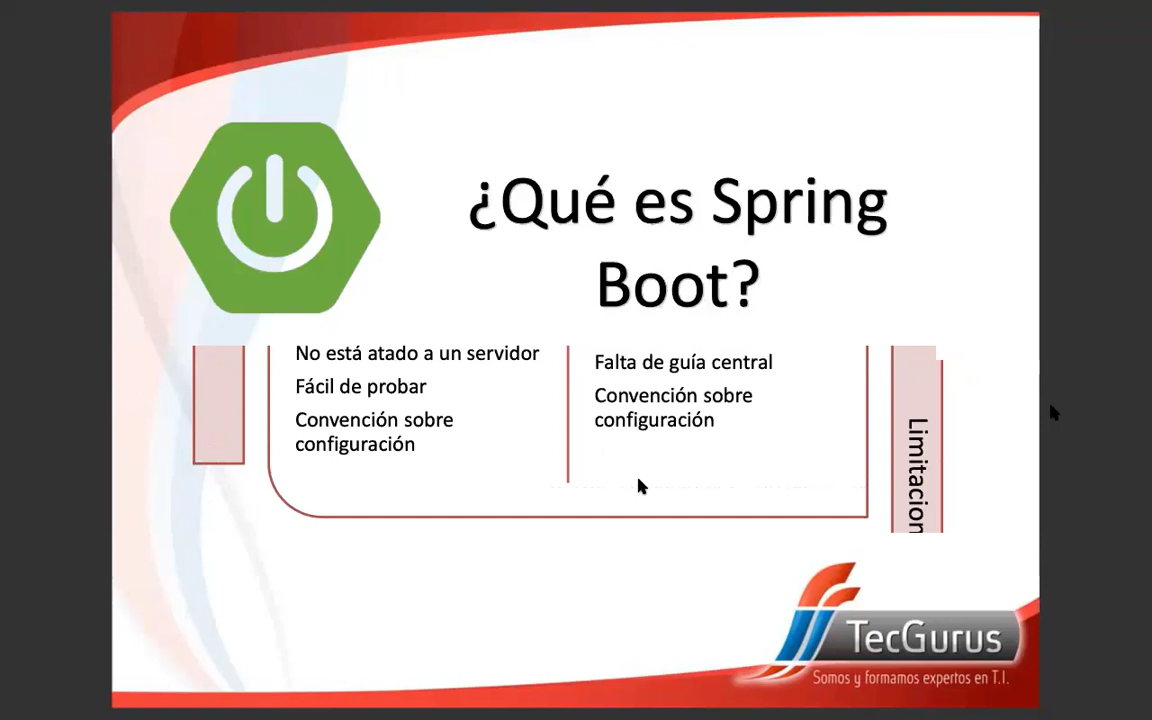 ¿Qué es Spring
Boot?
No está atado a un servidor
Fácil de probar
Convención sobre
configuración
Falta de guía central
Convención sobre
configuración
Limitacion
TecGurus
Somos y formamos expertos en T.I.